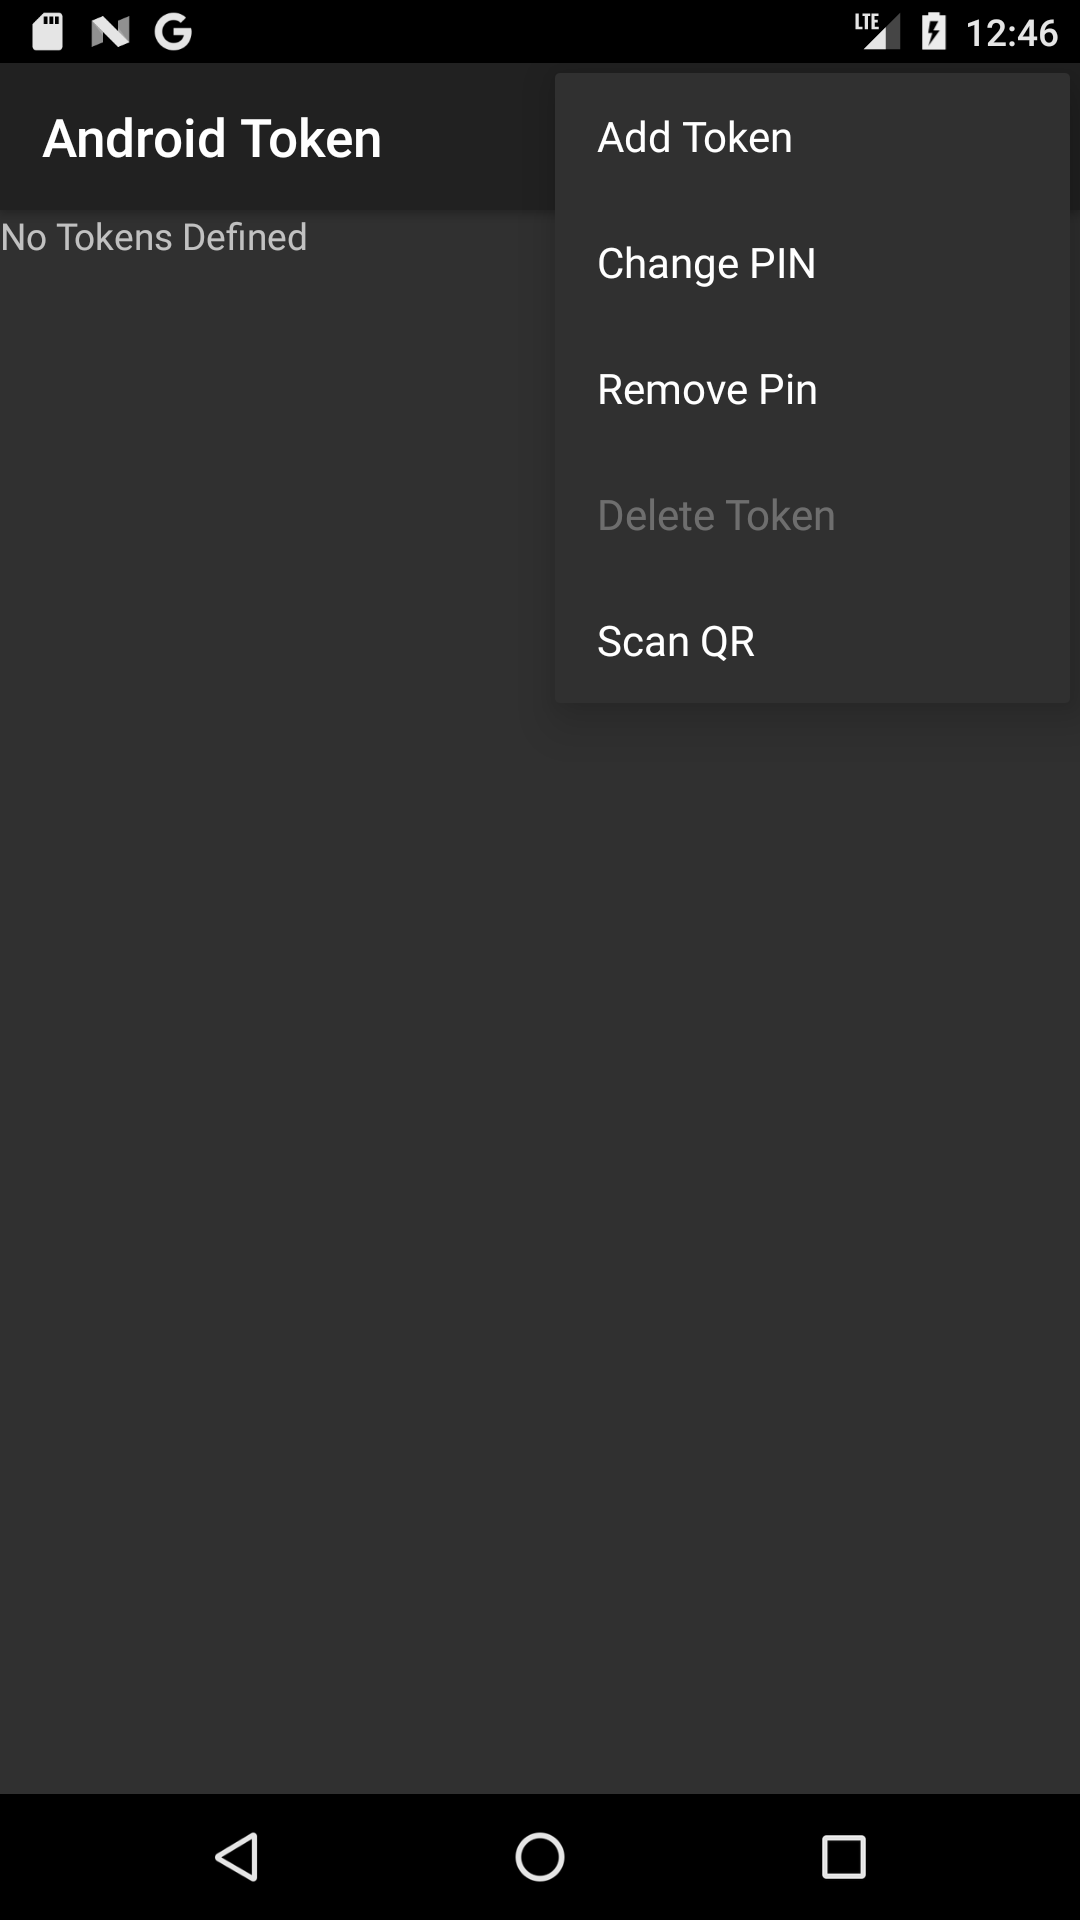 LTE 12:46
Android Token
Add Token
No Tokens Defined
Change PIN
Remove Pin
Delete Token
Scan QR